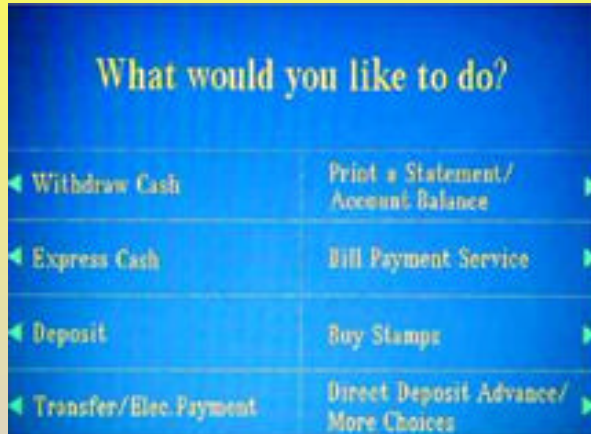 What would you like to do?
Withdraw Cash
Print a Statement/
Account Balance
Express Cash
Bill Payment Service
Deposit
Buy Stamps
Transfer/Elec.Payment
Direct Deposit Advance/
More Choices